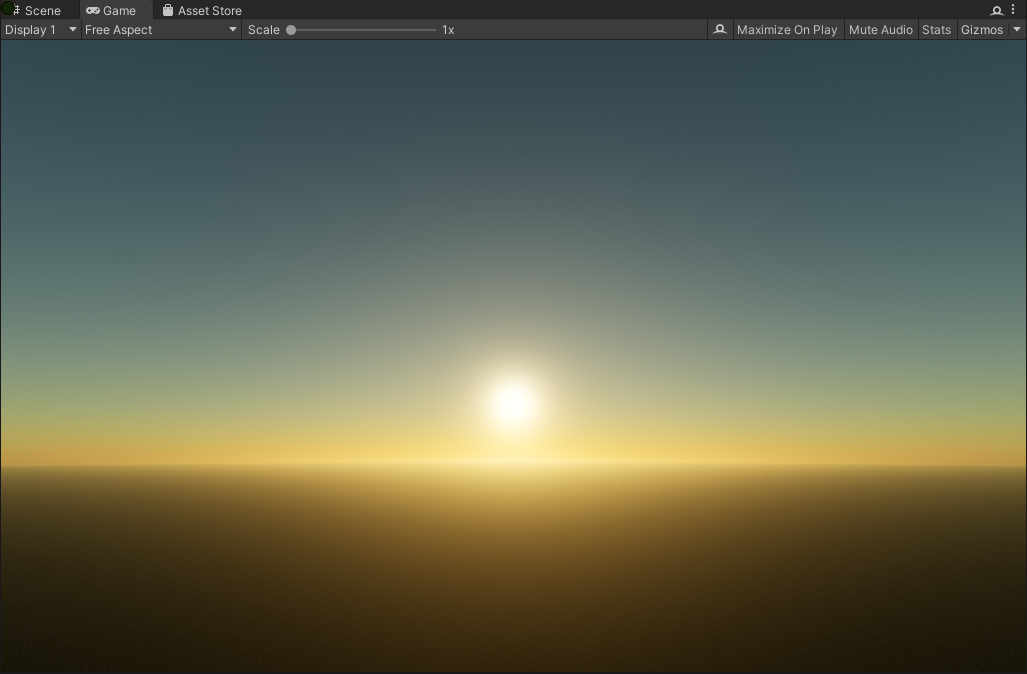 Scene Game Asset Store
Display 1 Free Aspect Scale 1x Maximize On Play Mute Audio Stats Gizmos